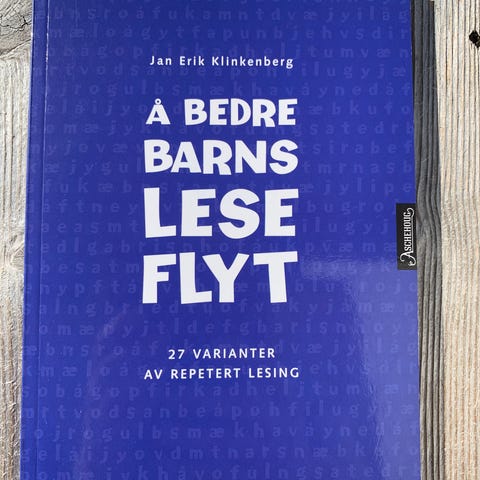 Jan Erik Klinkenberg
Å BEDRE
BARNS
LESE
FLYT
ASCHEHOUG
27 VARIANTER
AV REPETERT LESING